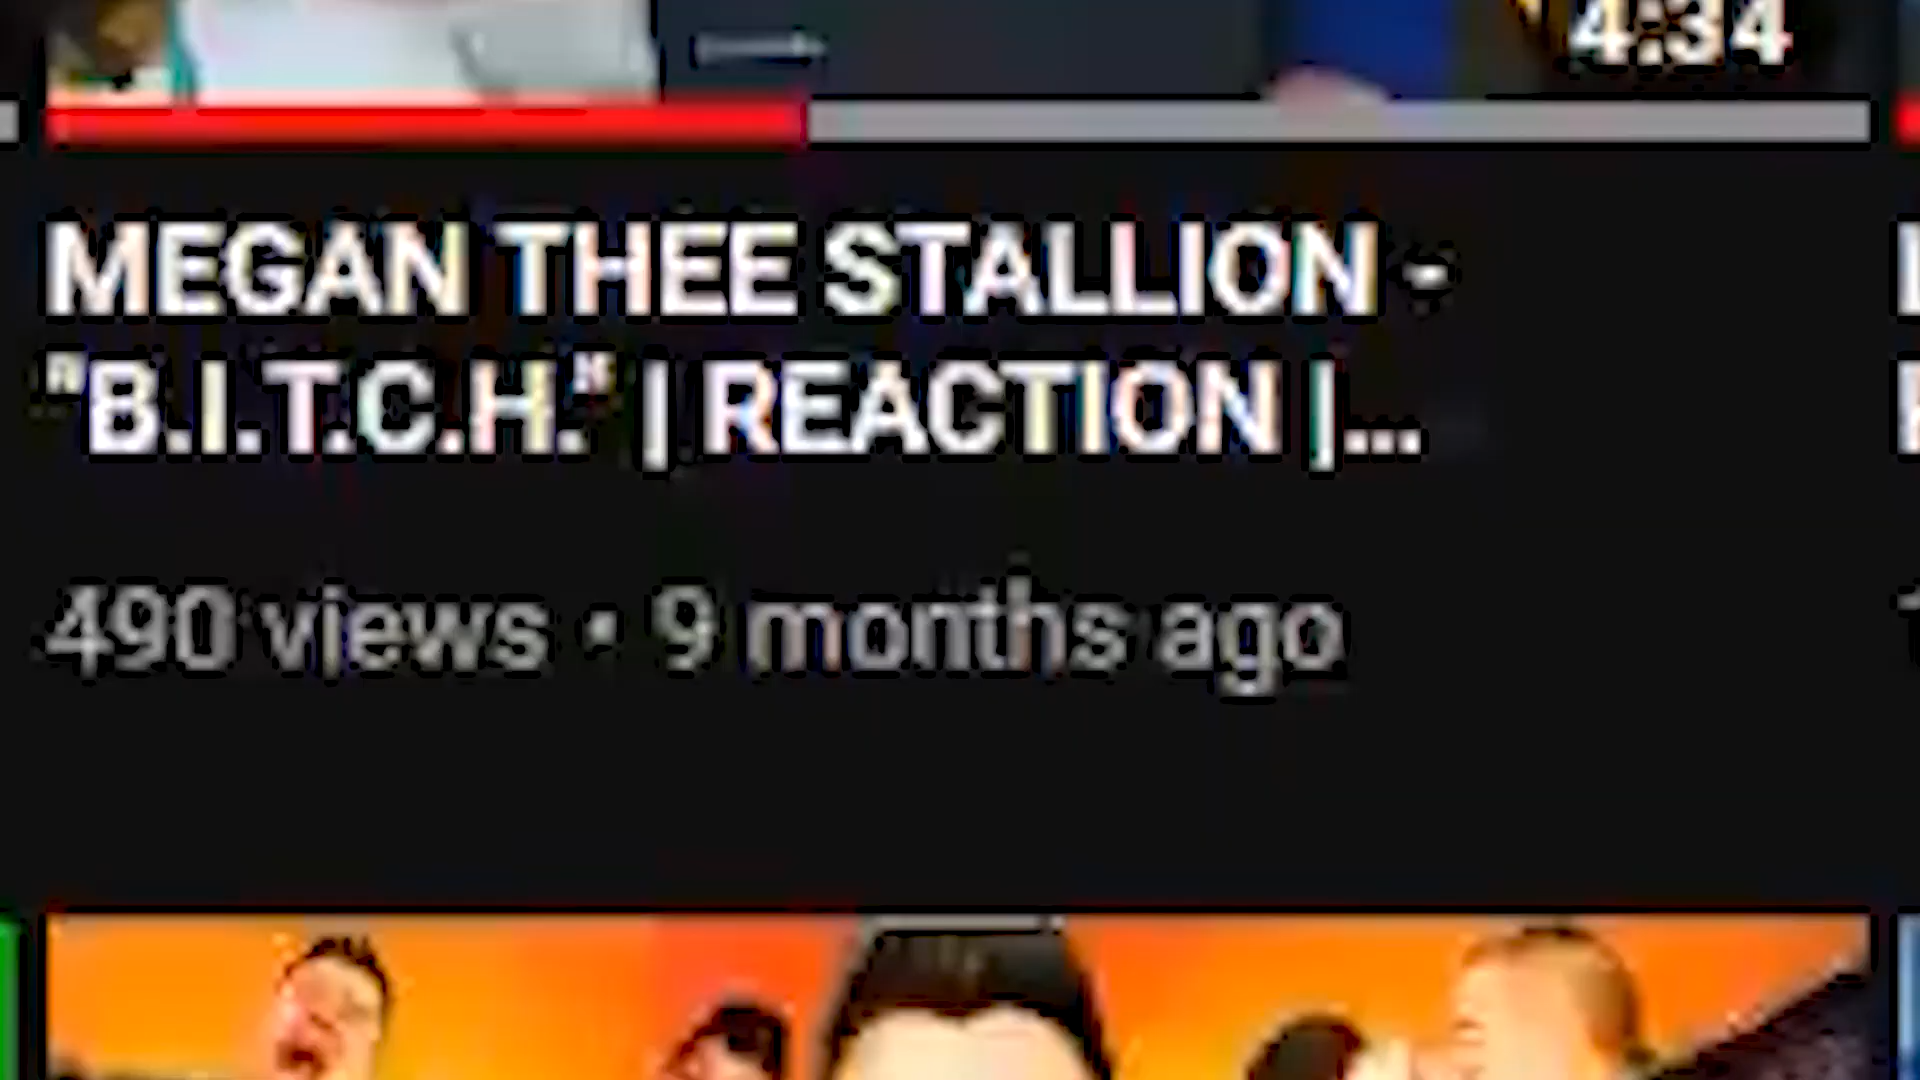 4:34
MEGAN THEE STALLION -
"B.I.T.C.H." | REACTION |...
490 views • 9 months ago